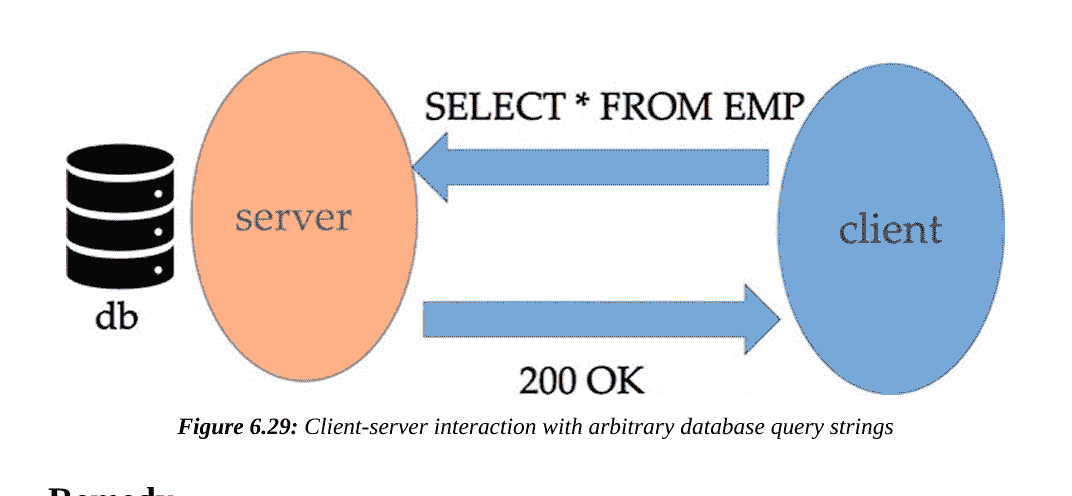 SELECT * FROM EMP
server
client
db
200 OK
Figure 6.29: Client-server interaction with arbitrary database query strings
Remedy